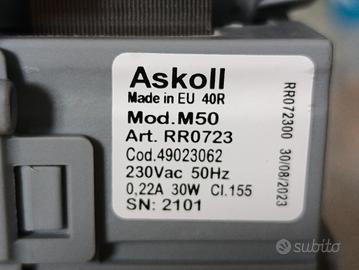 Askoll
Made in EU 40R
Mod.M50
Art. RR0723
Cod.49023062
230Vac 50Hz
0,22A 30W Cl.155
SN: 2101
RR072300 30/08/2023
subito